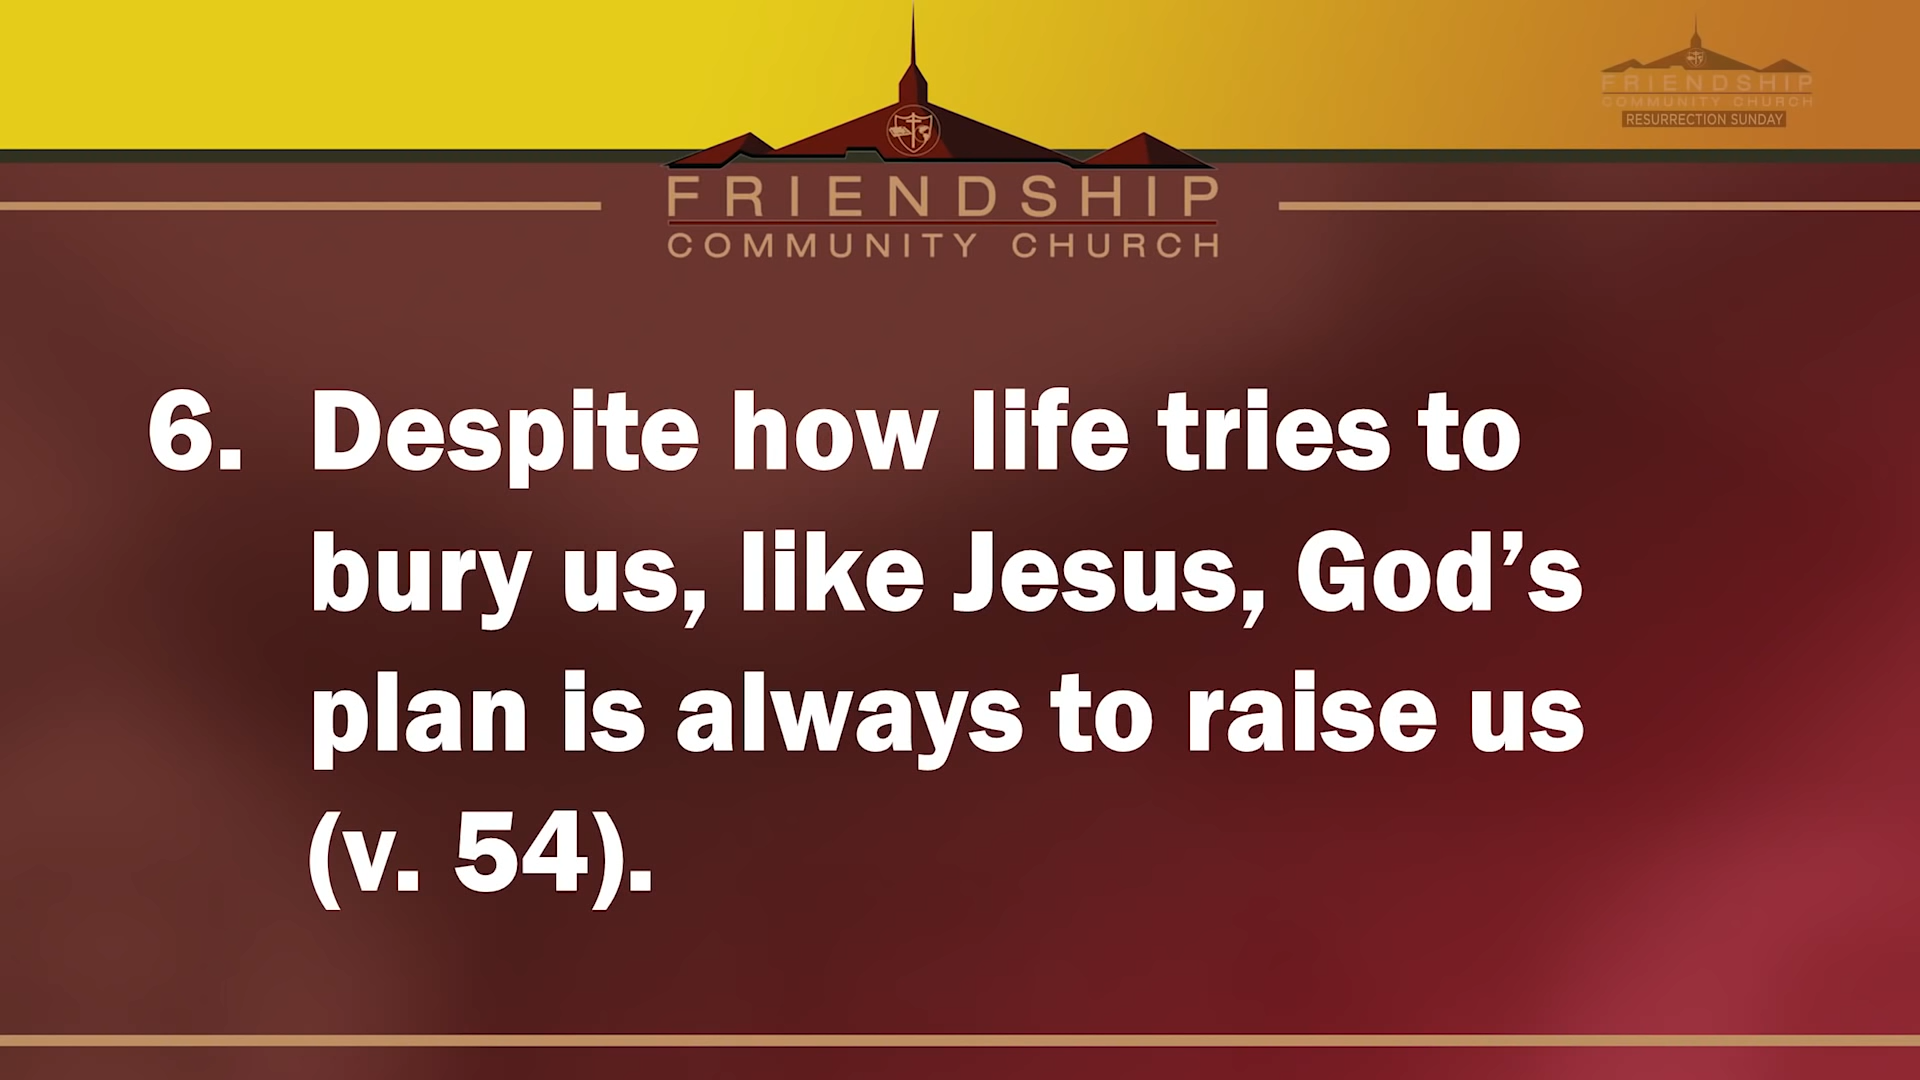 FRIENDSHIP
COMMUNITY CHURCH
RESURRECTION SUNDAY
FRIENDSHIP
COMMUNITY CHURCH
6. Despite how life tries to
bury us, like Jesus, God’s
plan is always to raise us
(v. 54).